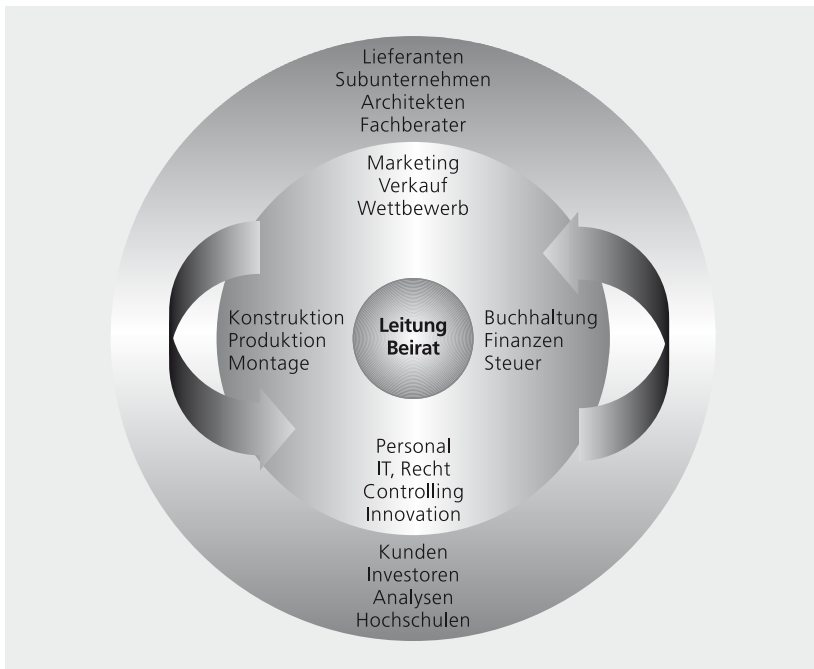 Lieferanten
Subunternehmen
Architekten
Fachberater
Marketing
Verkauf
Wettbewerb
Konstruktion
Produktion
Montage
Leitung
Beirat
Buchhaltung
Finanzen
Steuer
Personal
IT, Recht
Controlling
Innovation
Kunden
Investoren
Analysen
Hochschulen